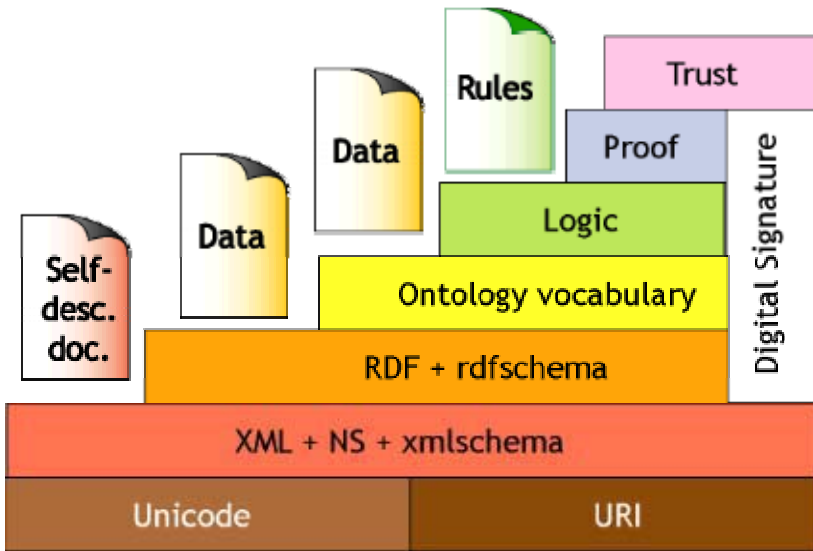 Rules
Trust
Data
Proof
Data
Logic
Self-
desc.
doc.
Ontology vocabulary
Digital Signature
RDF + rdfschema
XML + NS + xmlschema
Unicode
URI